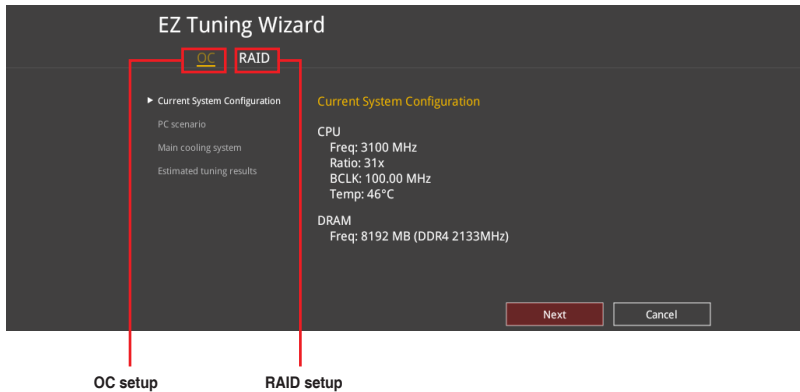 EZ Tuning Wizard
OC RAID
Current System Configuration
PC scenario
Main cooling system
Estimated tuning results
Current System Configuration
CPU
Freq: 3100 MHz
Ratio: 31x
BCLK: 100.00 MHz
Temp: 46°C
DRAM
Freq: 8192 MB (DDR4 2133MHz)
Next Cancel
OC setup RAID setup